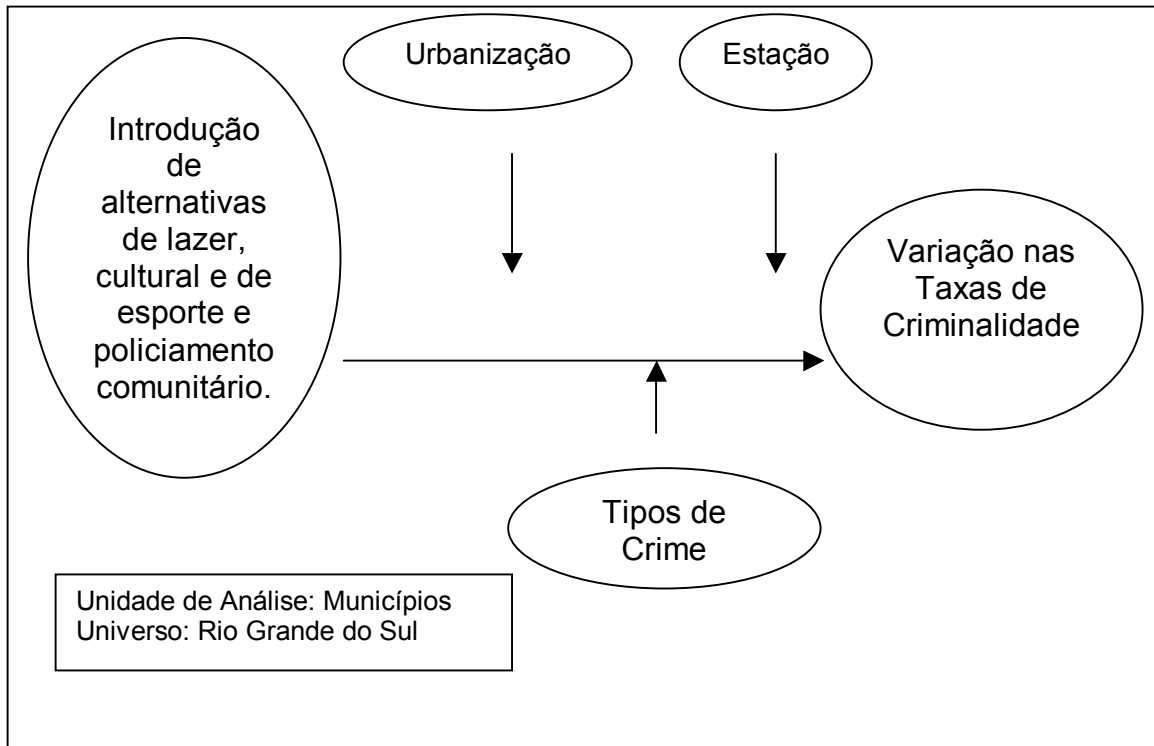 Urbanização
Estação
Introdução
de
alternativas
de lazer,
cultural e de
esporte e
policiamento
comunitário.
Variação nas
Taxas de
Criminalidade
Tipos de
Crime
Unidade de Análise: Municípios
Universo: Rio Grande do Sul